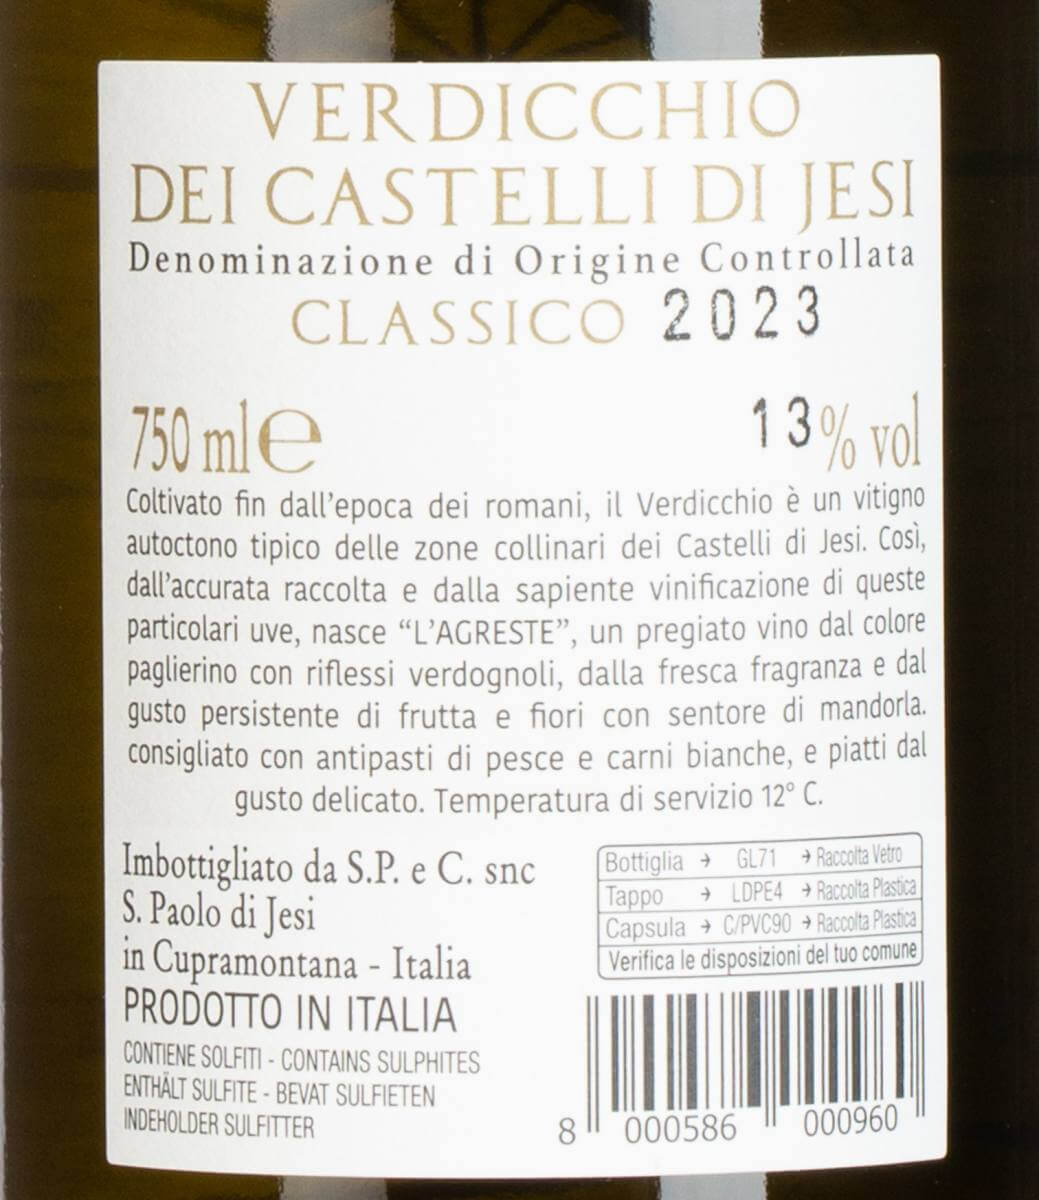 VERDICCHIO
DEI CASTELLI DI JESI
Denominazione di Origine Controllata
CLASSICO 2023
750 ml e 13% vol
Coltivato fin dall'epoca dei romani, il Verdicchio è un vitigno
autoctono tipico delle zone collinari dei Castelli di Jesi. Così,
dall'accurata raccolta e dalla sapiente vinificazione di queste
particolari uve, nasce “L'AGRESTE”, un pregiato vino dal colore
paglierino con riflessi verdognoli, dalla fresca fragranza e dal
gusto persistente di frutta e fiori con sentore di mandorla.
consigliato con antipasti di pesce e carni bianche, e piatti dal
gusto delicato. Temperatura di servizio 12° C.
Imbottigliato da S.P. e C. snc
S. Paolo di Jesi
in Cupramontana - Italia
PRODOTTO IN ITALIA
CONTIENE SOLFITI - CONTAINS SULPHITES
ENTHÄLT SULFITE - BEVAT SULFIETEN
INDEHOLDER SULFITTER
Bottiglia → GL71 → Raccolta Vetro
Tappo → LDPE4 → Raccolta Plastica
Capsula → C/PVC90 → Raccolta Plastica
Verifica le disposizioni del tuo comune
8 000586 000960